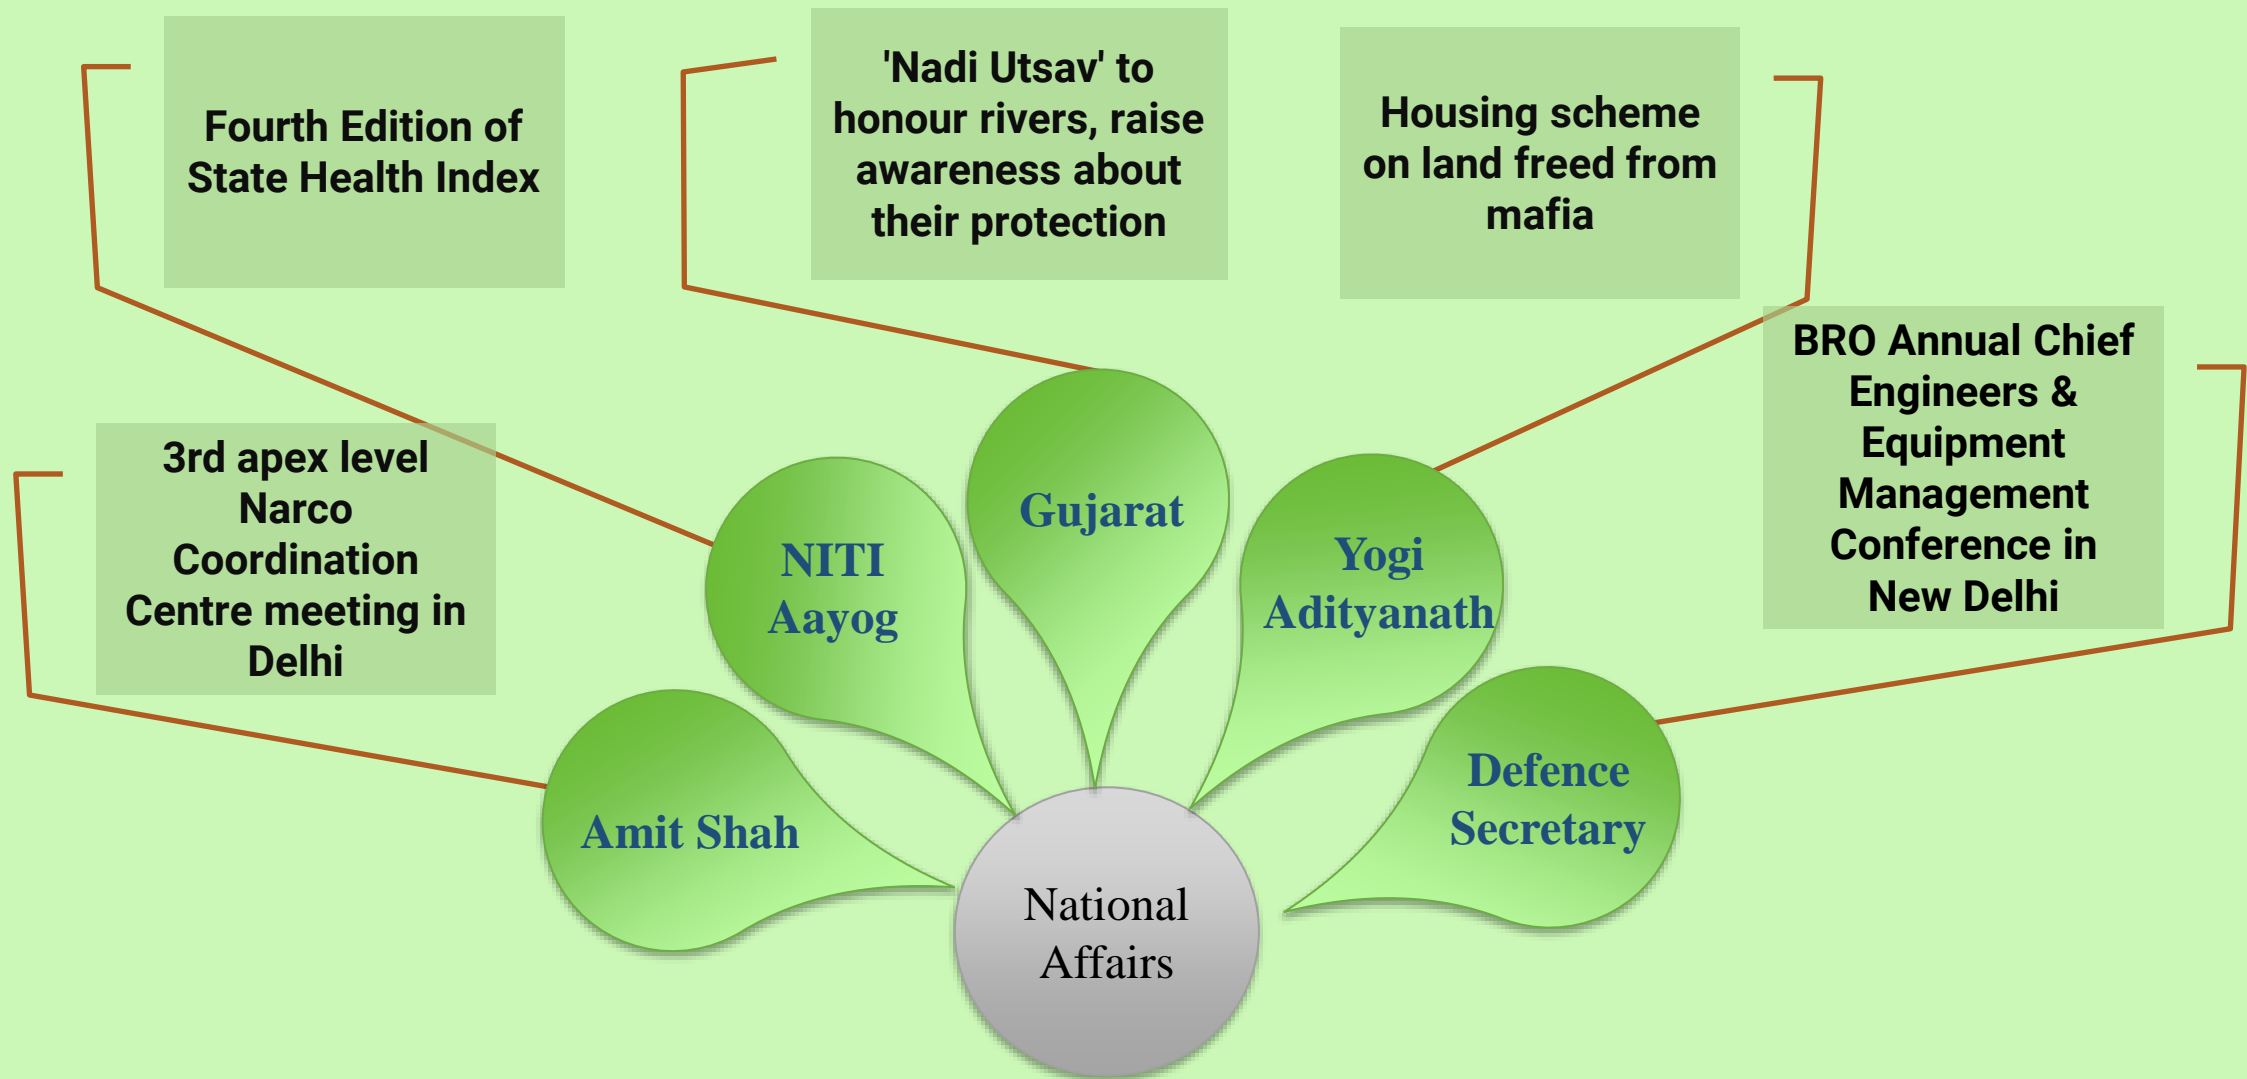 Fourth Edition of
State Health Index
'Nadi Utsav' to
honour rivers, raise
awareness about
their protection
Housing scheme
on land freed from
mafia
BRO Annual Chief
Engineers &
Equipment
Management
Conference in
New Delhi
3rd apex level
Narco
Coordination
Centre meeting in
Delhi
Amit Shah
NITI
Aayog
Gujarat
Yogi
Adityanath
Defence
Secretary
National
Affairs